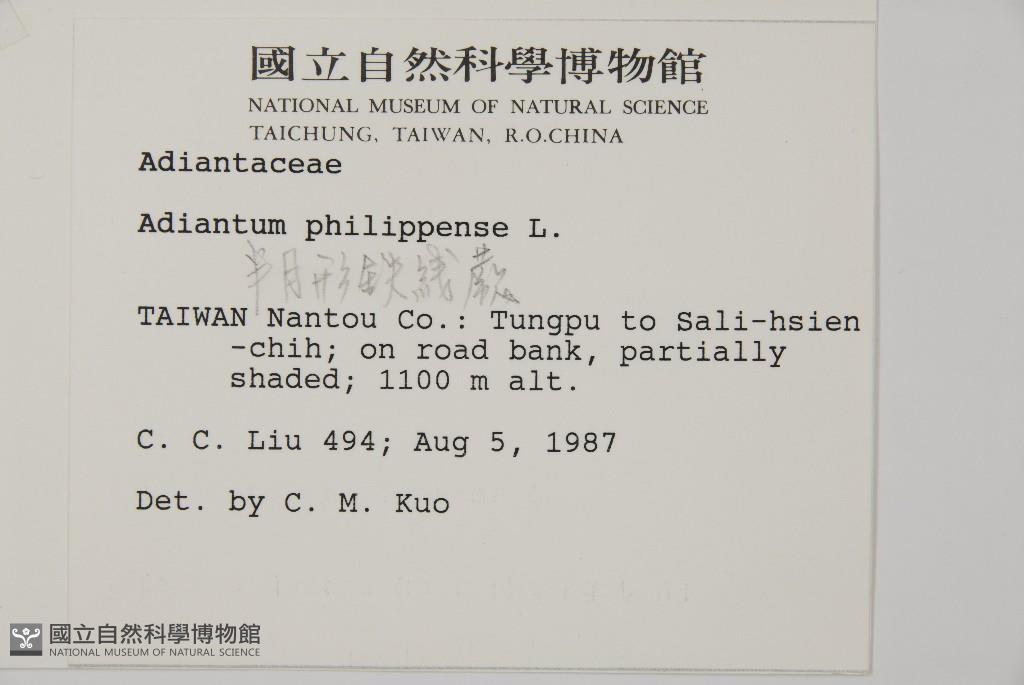 國立自然科學博物館
NATIONAL MUSEUM OF NATURAL SCIENCE
TAICHUNG, TAIWAN, R.O.CHINA
Adiantaceae
Adiantum philippense L.
半月形鉄線蕨
TAIWAN Nantou Co.: Tungpu to Sali-hsien
-chih; on road bank, partially
shaded; 1100 m alt.
C. C. Liu 494; Aug 5, 1987
Det. by C. M. Kuo
國立自然科學博物館
NATIONAL MUSEUM OF NATURAL SCIENCE